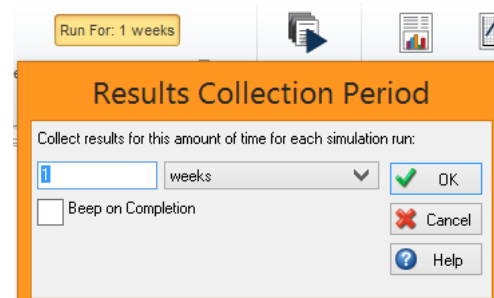 Run For: 1 weeks
Results Collection Period
Collect results for this amount of time for each simulation run:
1 weeks OK
Beep on Completion
Cancel
Help